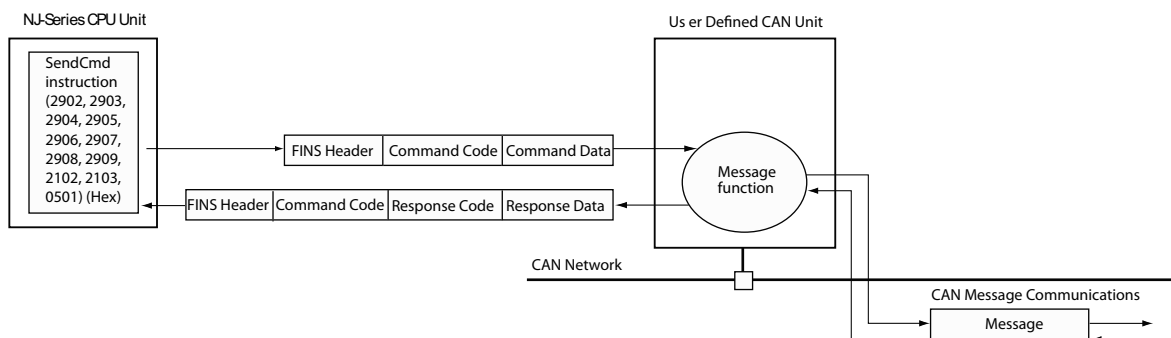 NJ-Series CPU Unit
Us er Defined CAN Unit
SendCmd
instruction
(2902, 2903,
2904, 2905,
2906, 2907,
2908, 2909,
2102, 2103,
0501) (Hex)
FINS Header Command Code Command Data
Message
function
FINS Header Command Code Response Code Response Data
CAN Network
CAN Message Communications
Message